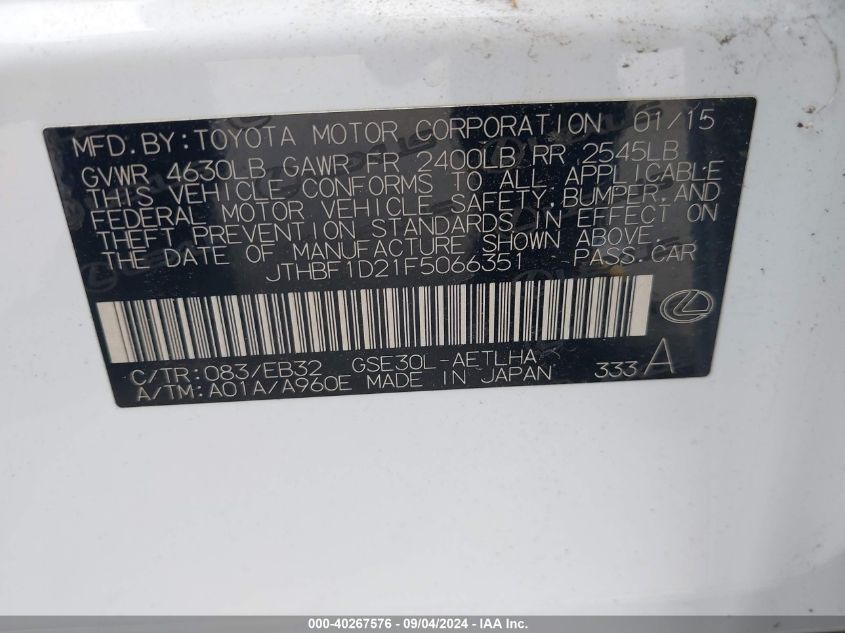 MFD.BY:TOYOTA MOTOR CORPORATION 01/15
GVWR 4630LB GAWR FR 2400LB RR 2545LB
THIS VEHICLE CONFORMS TO ALL APPLICABLE
FEDERAL MOTOR VEHICLE SAFETY,BUMPER,AND
THEFT PREVENTION STANDARDS IN EFFECT ON
THE DATE OF MANUFACTURE SHOWN ABOVE.
JTHBF1D21F5066351 PASS.CAR
C/TR:083/EB32 GSE30L-AETLHA
A/TM:A01A/A960E MADE IN JAPAN 333 A
000-40267576 - 09/04/2024 - IAA Inc.